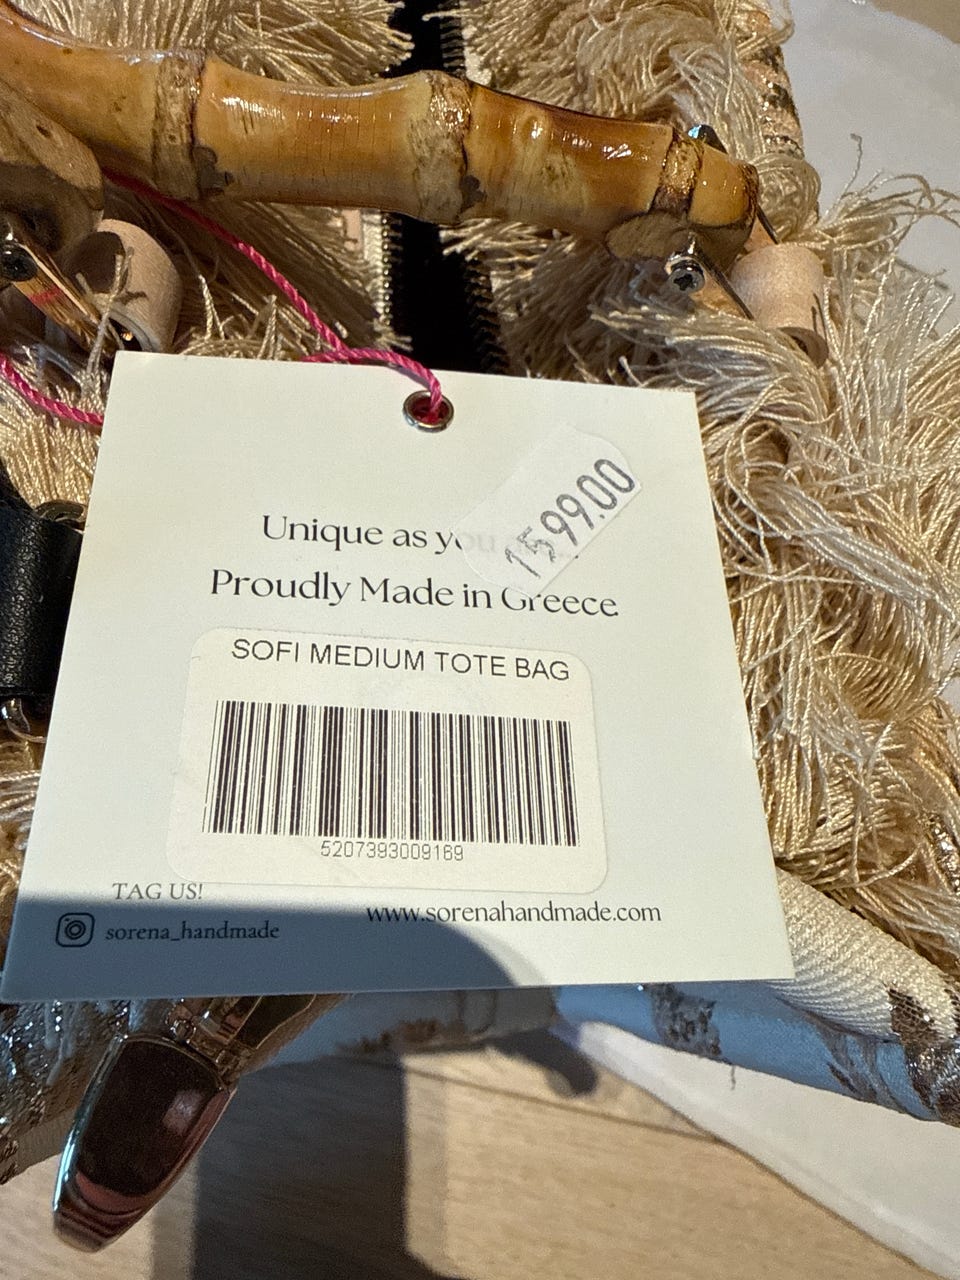 1599.00
Unique as you
Proudly Made in Greece
SOFI MEDIUM TOTE BAG
5207393009169
TAG US!
sorena_handmade
www.sorenahandmade.com